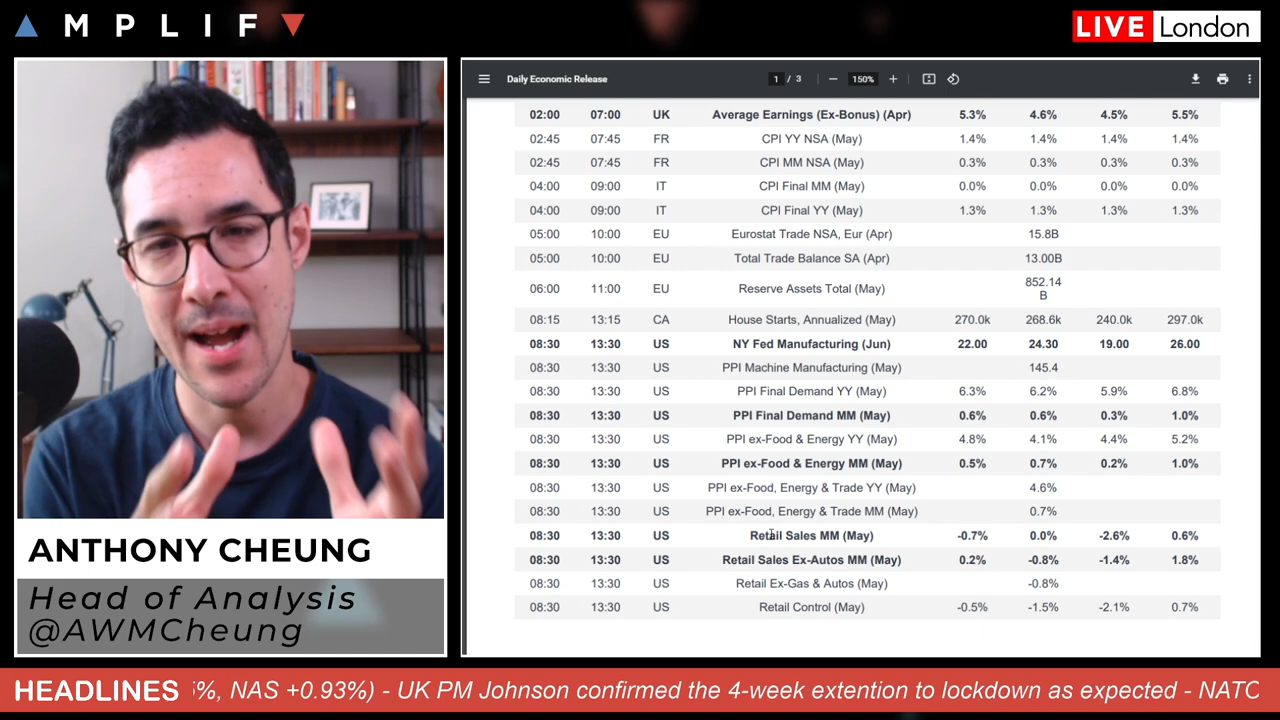 AMPLIFY
LIVE London
Daily Economic Release
1 / 3
150%
02:00 07:00 UK Average Earnings (Ex-Bonus) (Apr) 5.3% 4.6% 4.5% 5.5%
02:45 07:45 FR CPI YY NSA (May) 1.4% 1.4% 1.4% 1.4%
02:45 07:45 FR CPI MM NSA (May) 0.3% 0.3% 0.3% 0.3%
04:00 09:00 IT CPI Final MM (May) 0.0% 0.0% 0.0% 0.0%
04:00 09:00 IT CPI Final YY (May) 1.3% 1.3% 1.3% 1.3%
05:00 10:00 EU Eurostat Trade NSA, Eur (Apr) 15.8B
05:00 10:00 EU Total Trade Balance SA (Apr) 13.00B
06:00 11:00 EU Reserve Assets Total (May) 852.14
B
08:15 13:15 CA House Starts, Annualized (May) 270.0k 268.6k 240.0k 297.0k
08:30 13:30 US NY Fed Manufacturing (Jun) 22.00 24.30 19.00 26.00
08:30 13:30 US PPI Machine Manufacturing (May) 145.4
08:30 13:30 US PPI Final Demand YY (May) 6.3% 6.2% 5.9% 6.8%
08:30 13:30 US PPI Final Demand MM (May) 0.6% 0.6% 0.3% 1.0%
08:30 13:30 US PPI ex-Food & Energy YY (May) 4.8% 4.1% 4.4% 5.2%
08:30 13:30 US PPI ex-Food & Energy MM (May) 0.5% 0.7% 0.2% 1.0%
08:30 13:30 US PPI ex-Food, Energy & Trade YY (May) 4.6%
08:30 13:30 US PPI ex-Food, Energy & Trade MM (May) 0.7%
08:30 13:30 US Retail Sales MM (May) -0.7% 0.0% -2.6% 0.6%
08:30 13:30 US Retail Sales Ex-Autos MM (May) 0.2% -0.8% -1.4% 1.8%
08:30 13:30 US Retail Ex-Gas & Autos (May) -0.8%
08:30 13:30 US Retail Control (May) -0.5% -1.5% -2.1% 0.7%
ANTHONY CHEUNG
Head of Analysis
@AWMCheung
HEADLINES %, NAS +0.93%) - UK PM Johnson confirmed the 4-week extention to lockdown as expected - NATO